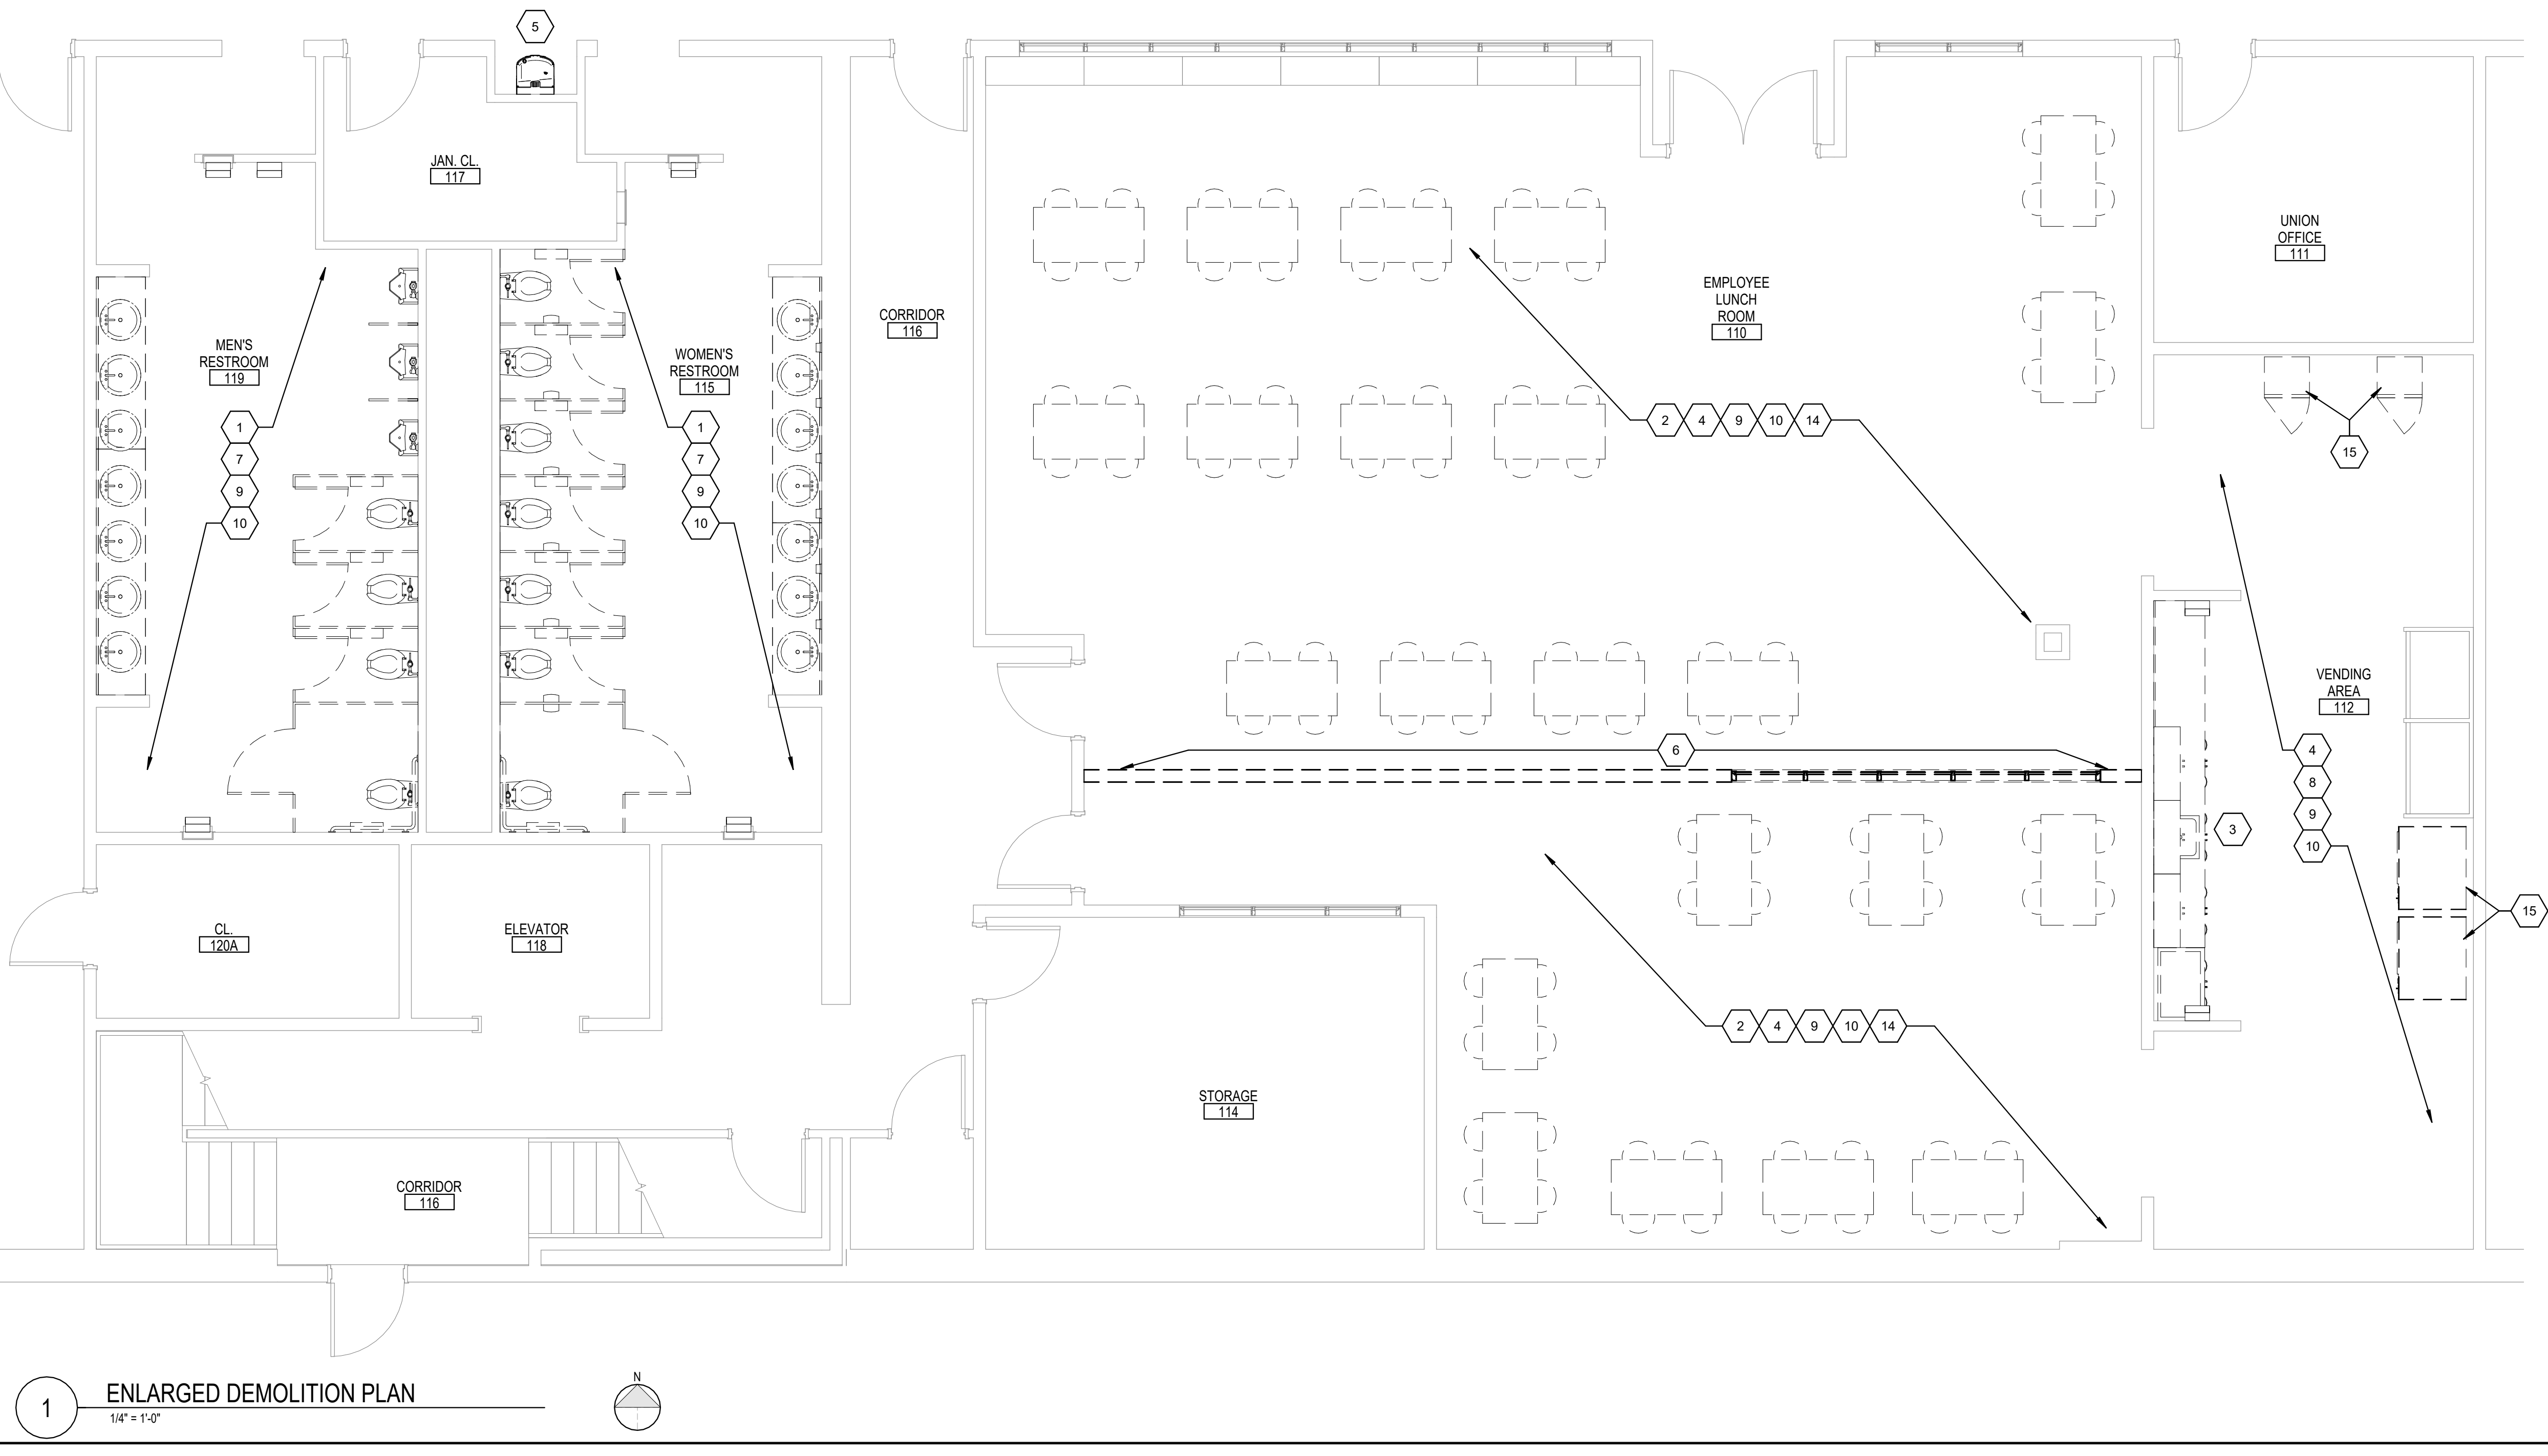 5
JAN. CL.
117
UNION
OFFICE
111
EMPLOYEE
LUNCH
ROOM
110
CORRIDOR
116
MEN'S
RESTROOM
119
WOMEN'S
RESTROOM
115
1
7
9
10
1
7
9
10
2 4 9 10 14
15
VENDING
AREA
112
6
4
8
9
10
3
15
CL.
120A
ELEVATOR
118
2 4 9 10 14
STORAGE
114
CORRIDOR
116
1
ENLARGED DEMOLITION PLAN
1/4" = 1'-0"
N